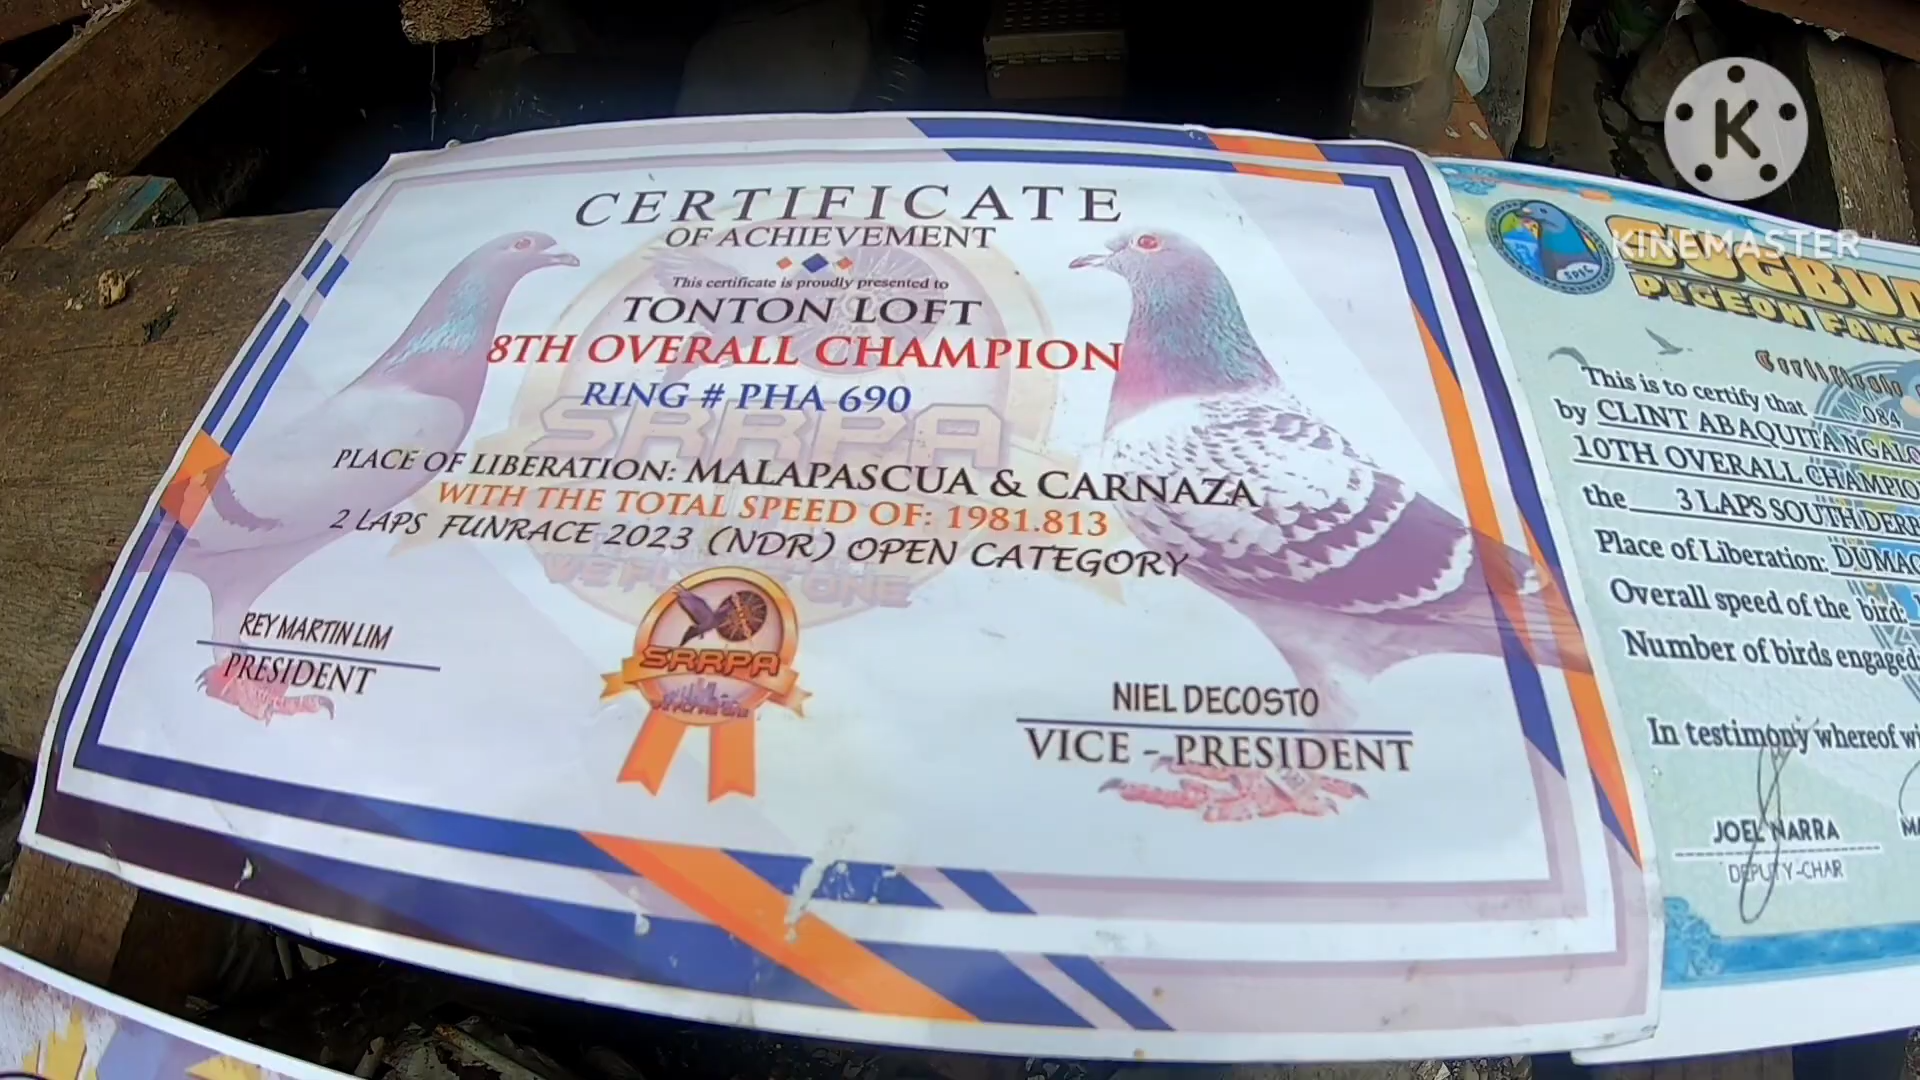 CERTIFICATE
OF ACHIEVEMENT
This certificate is proudly presented to
TONTON LOFT
8TH OVERALL CHAMPION
RING # PHA 690
SRRPA
PLACE OF LIBERATION: MALAPASCUA & CARNAZA
WITH THE TOTAL SPEED OF: 1981.813
2 LAPS FUNRACE 2023 (NDR) OPEN CATEGORY
REY MARTIN LIM
PRESIDENT
SRRPA
NIEL DECOSTO
VICE - PRESIDENT
K
KINEMASTER
PIGEON
This is to certify that 084
by CLINT ABAQUITA
10TH OVERALL
the 3 LAPS SOUTH
Place of Liberation:
Overall speed of the bird:
Number of birds engaged
In testimony whereof
JOEL NARRA